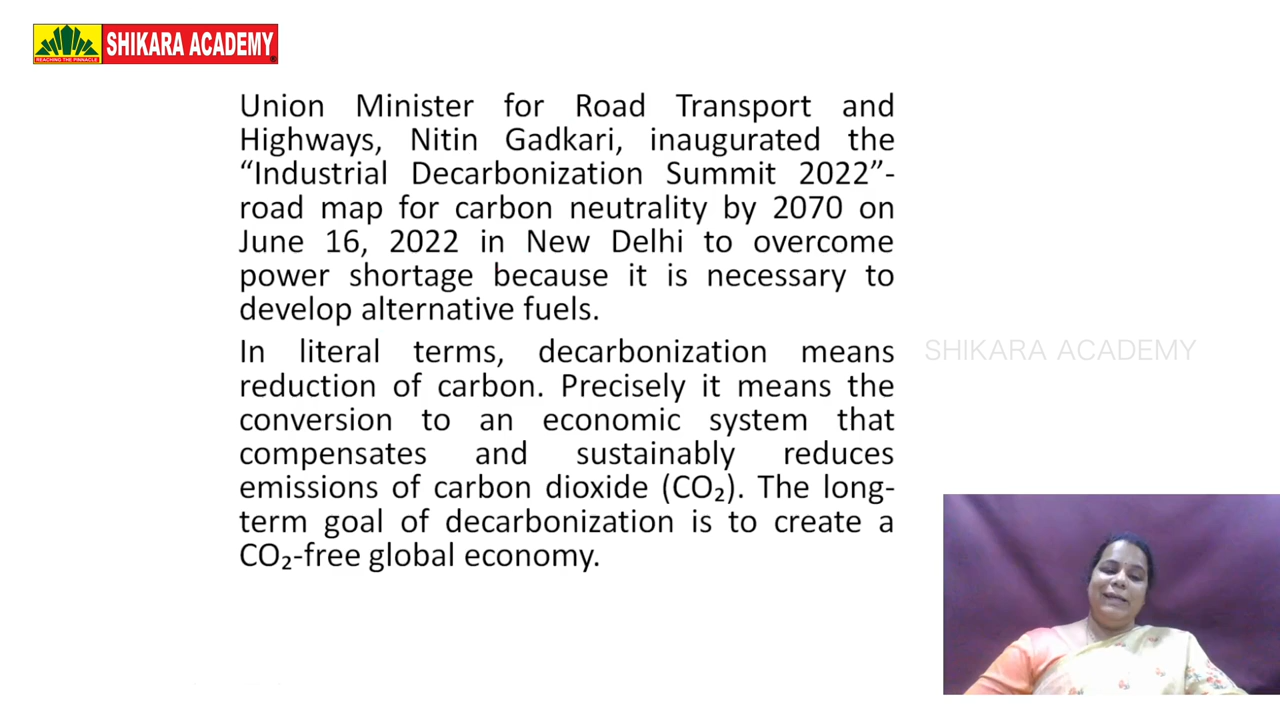 SHIKARA ACADEMY
REACHING THE PINNACLE
Union Minister for Road Transport and
Highways, Nitin Gadkari, inaugurated the
“Industrial Decarbonization Summit 2022”-
road map for carbon neutrality by 2070 on
June 16, 2022 in New Delhi to overcome
power shortage because it is necessary to
develop alternative fuels.
In literal terms, decarbonization means
reduction of carbon. Precisely it means the
conversion to an economic system that
compensates and sustainably reduces
emissions of carbon dioxide (CO₂). The long-
term goal of decarbonization is to create a
CO₂-free global economy.
SHIKARA ACADEMY